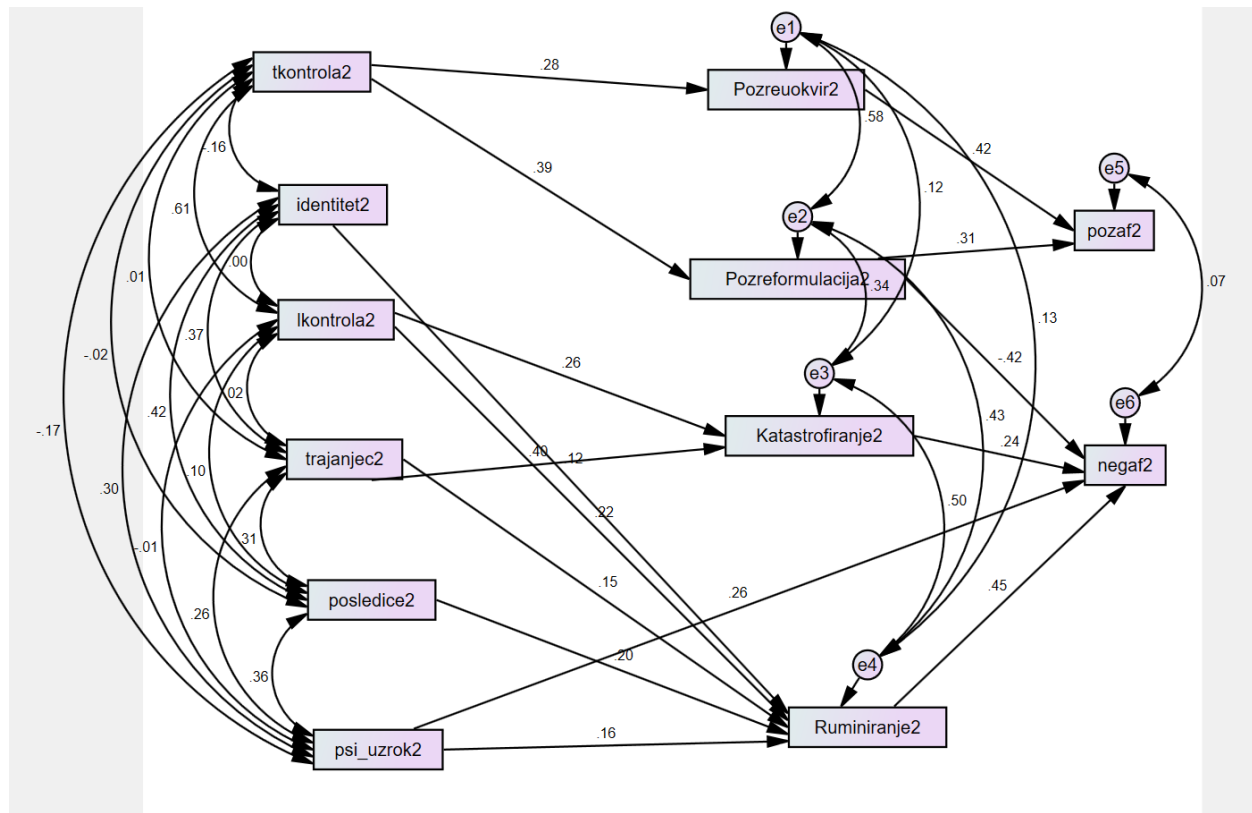 e1
tkontrola2
.28
Pozreuokvir2
.58
-.16
.42
.39
e5
.12
identitet2
.61
e2
pozaf2
.31
.00
.01
Pozreformulacija2
.34
.07
lkontrola2
.13
.37
-.02
.26
-.42
e3
.02
.42
e6
.43
-.17
Katastrofiranje2
.24
trajanjec2
.40
.12
negaf2
.10
.30
.50
.22
.31
-.01
.15
.45
.26
posledice2
.26
.20
e4
.36
Ruminiranje2
.16
psi_uzrok2